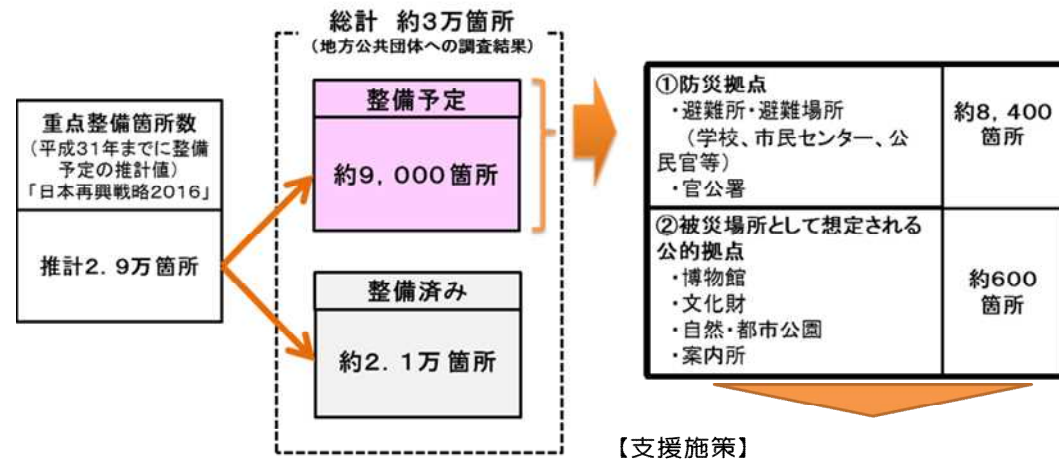 総計 約3万箇所
(地方公共団体への調査結果)
重点整備箇所数
(平成31年までに整備
予定の推計値)
「日本再興戦略2016」
推計2.9万箇所
整備予定
約9,000箇所
整備済み
約2.1万箇所
①防災拠点
・避難所・避難場所
(学校、市民センター、公
民官等)
・官公署
約8,400
箇所
②被災場所として想定される
公的拠点
・博物館
・文化財
・自然・都市公園
・案内所
約600
箇所
【支援施策】